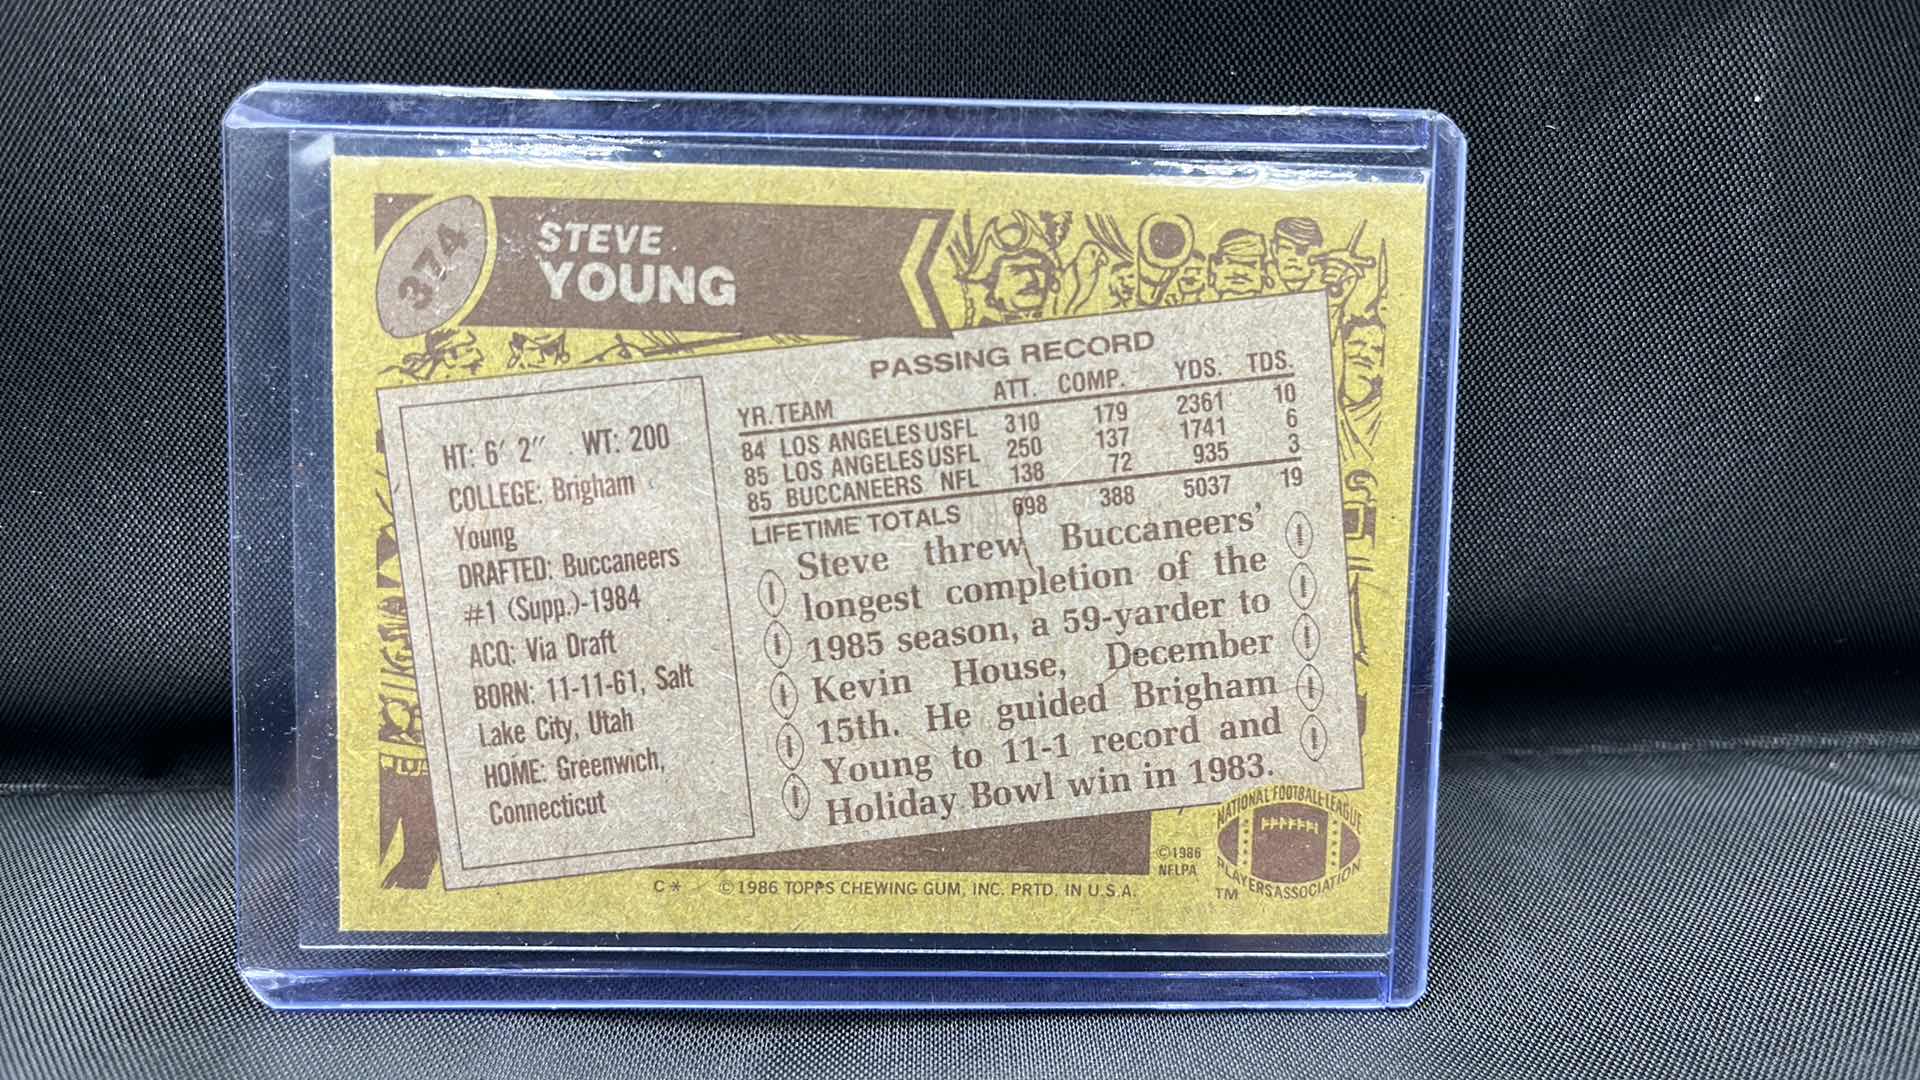 374
STEVE
YOUNG
HT: 6′ 2″ WT: 200
COLLEGE: Brigham
Young
DRAFTED: Buccaneers
#1 (Supp.)-1984
ACQ: Via Draft
BORN: 11-11-61, Salt
Lake City, Utah
HOME: Greenwich,
Connecticut
PASSING RECORD
YR. TEAM ATT. COMP. YDS. TDS.
84 LOS ANGELES USFL 310 179 2361 10
85 LOS ANGELES USFL 250 137 1741 6
85 BUCCANEERS NFL 138 72 935 3
LIFETIME TOTALS 698 388 5037 19
Steve threw Buccaneers'
longest completion of the
1985 season, a 59-yarder to
Kevin House, December
15th. He guided Brigham
Young to 11-1 record and
Holiday Bowl win in 1983.
C* ©1986 TOPPS CHEWING GUM, INC. PRTD. IN U.S.A.
©1986
NFLPA
NATIONAL FOOTBALL LEAGUE
PLAYERS ASSOCIATION
TM